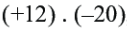 (+12) . (–20)